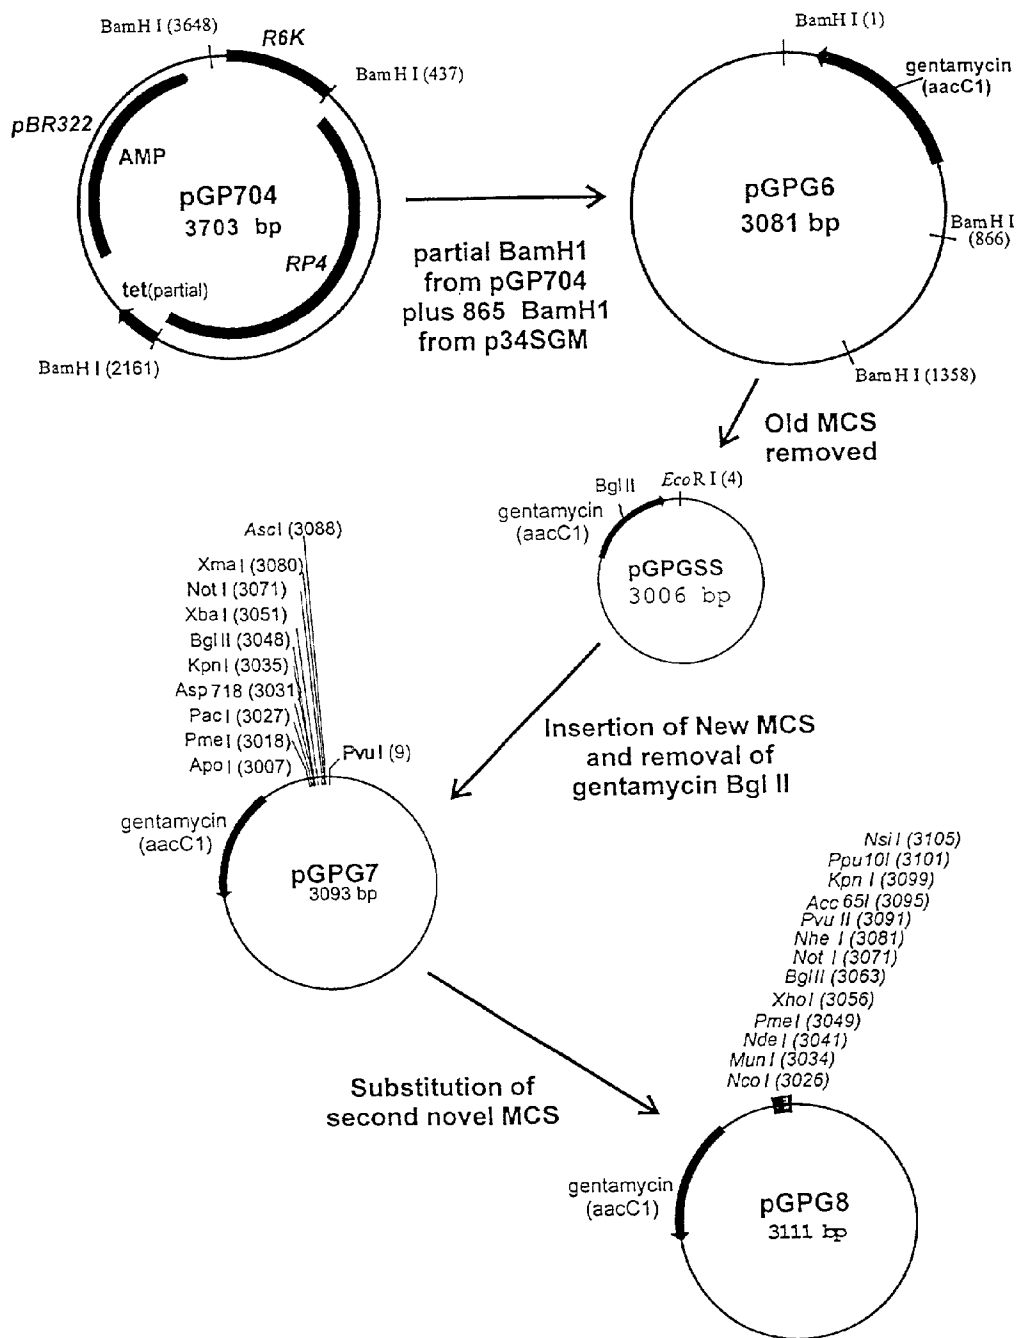 BamH I (3648)
R6K
BamH I (437)
pBR322
AMP
pGP704
3703 bp
RP4
tet(partial)
BamH I (2161)
partial BamH1
from pGP704
plus 865 BamH1
from p34SGM
BamH I (1)
gentamycin
(aacC1)
pGPG6
3081 bp
BamH I
(866)
BamH I (1358)
Old MCS
removed
Bgl II
EcoR I (4)
gentamycin
(aacC1)
pGPGSS
3006 bp
AscI (3088)
Xma I (3080)
Not I (3071)
Xba I (3051)
Bgl II (3048)
Kpn I (3035)
Asp 718 (3031)
Pac I (3027)
Pme I (3018)
Apo I (3007)
Pvu I (9)
gentamycin
(aacC1)
pGPG7
3093 bp
Insertion of New MCS
and removal of
gentamycin Bgl II
Nsi I (3105)
Ppu10I (3101)
Kpn I (3099)
Acc 65I (3095)
Pvu II (3091)
Nhe I (3081)
Not I (3071)
BglII (3063)
XhoI (3056)
PmeI (3049)
Nde I (3041)
Mun I (3034)
Nco I (3026)
Substitution of
second novel MCS
gentamycin
(aacC1)
pGPG8
3111 bp